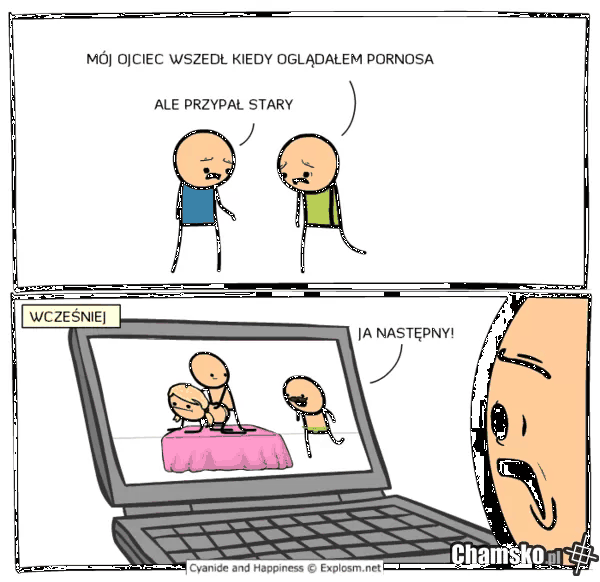 MÓJ OJCIEC WSZEDŁ KIEDY OGLĄDAŁEM PORNOSA
ALE PRZYPAŁ STARY
WCZEŚNIEJ
JA NASTĘPNY!
Chamsko.pl
Cyanide and Happiness © Explosm.net